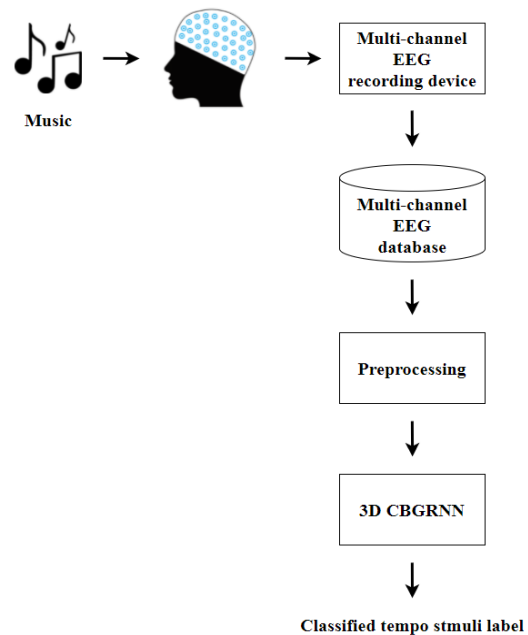 Music
Multi-channel
EEG
recording device
Multi-channel
EEG
database
Preprocessing
3D CBGRNN
Classified tempo stmuli label